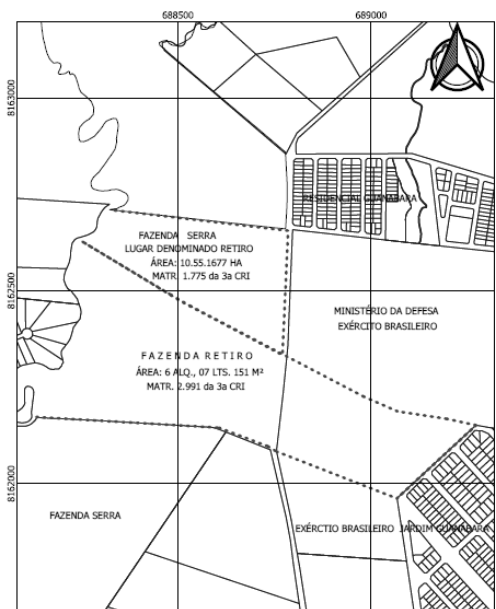 688500
689000
8163000
RESIDENCIAL GUANABARA
FAZENDA SERRA
LUGAR DENOMINADO RETIRO
ÁREA: 10.55.1677 HA
MATR. 1.775 da 3a CRI
8162500
MINISTÉRIO DA DEFESA
EXÉRCITO BRASILEIRO
FAZENDA RETIRO
ÁREA: 6 ALQ., 07 LTS. 151 M²
MATR. 2.991 da 3a CRI
8162000
FAZENDA SERRA
EXÉRCTIO BRASILEIRO
JARDIM GUANABARA